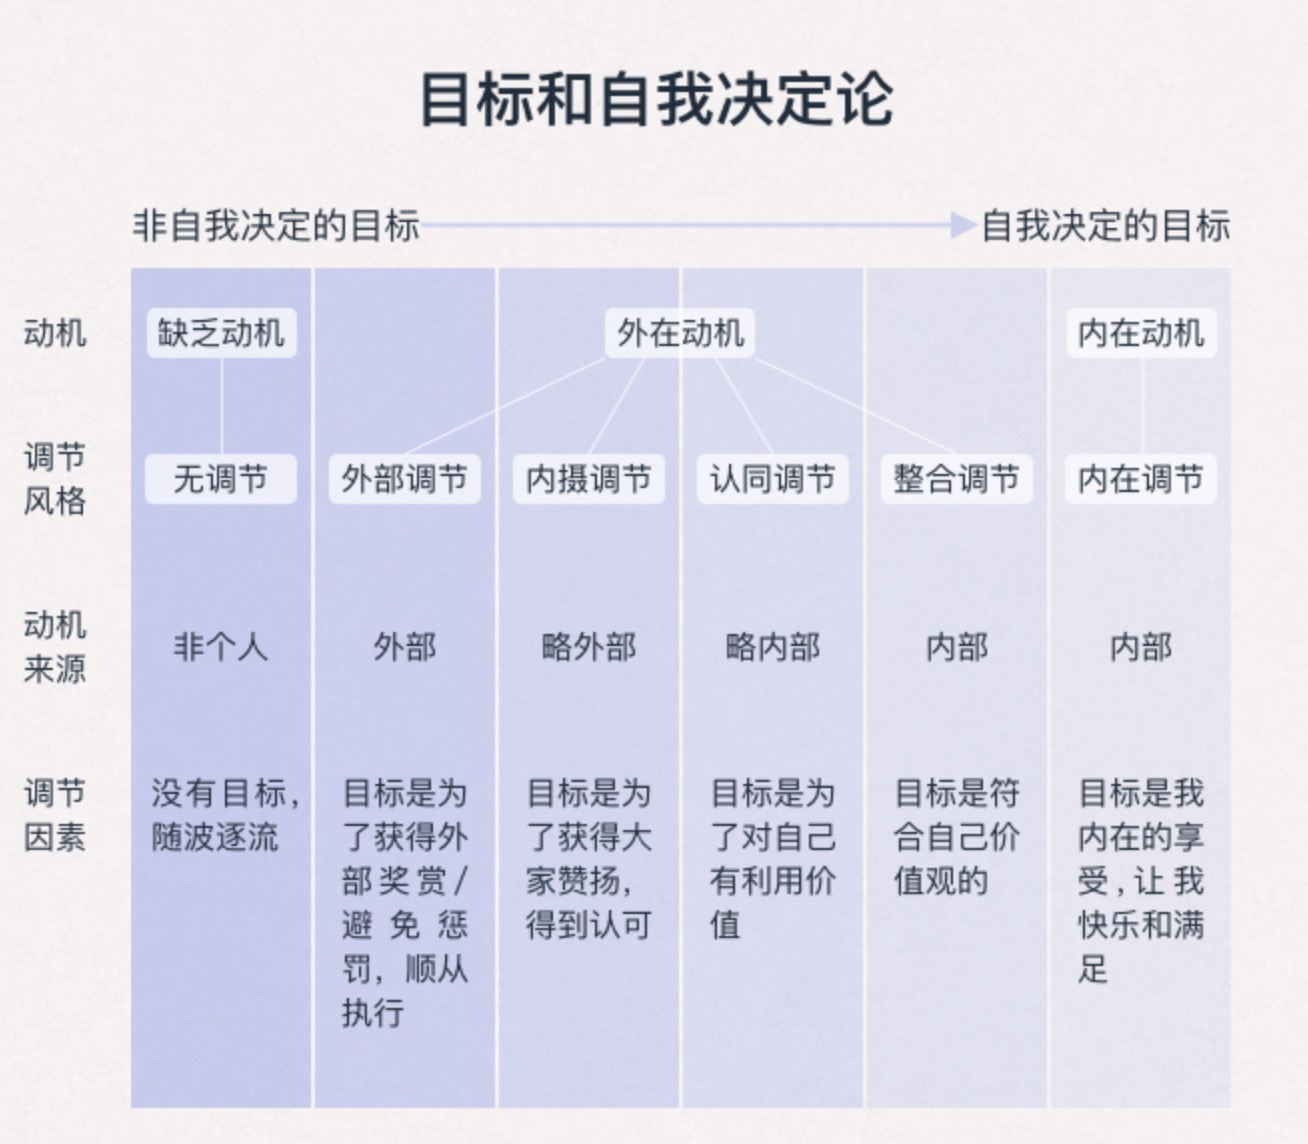 目标和自我决定论
非自我决定的目标
自我决定的目标
动机
缺乏动机
外在动机
内在动机
调节
风格
无调节
外部调节
内摄调节
认同调节
整合调节
内在调节
动机
来源
非个人
外部
略外部
略内部
内部
内部
调节
因素
没有目标，
随波逐流
目标是为
了获得外
部奖赏/
避免惩
罚，顺从
执行
目标是为
了获得大
家赞扬，
得到认可
目标是为
了对自己
有利用价
值
目标是符
合自己价
值观的
目标是我
内在的享
受，让我
快乐和满
足